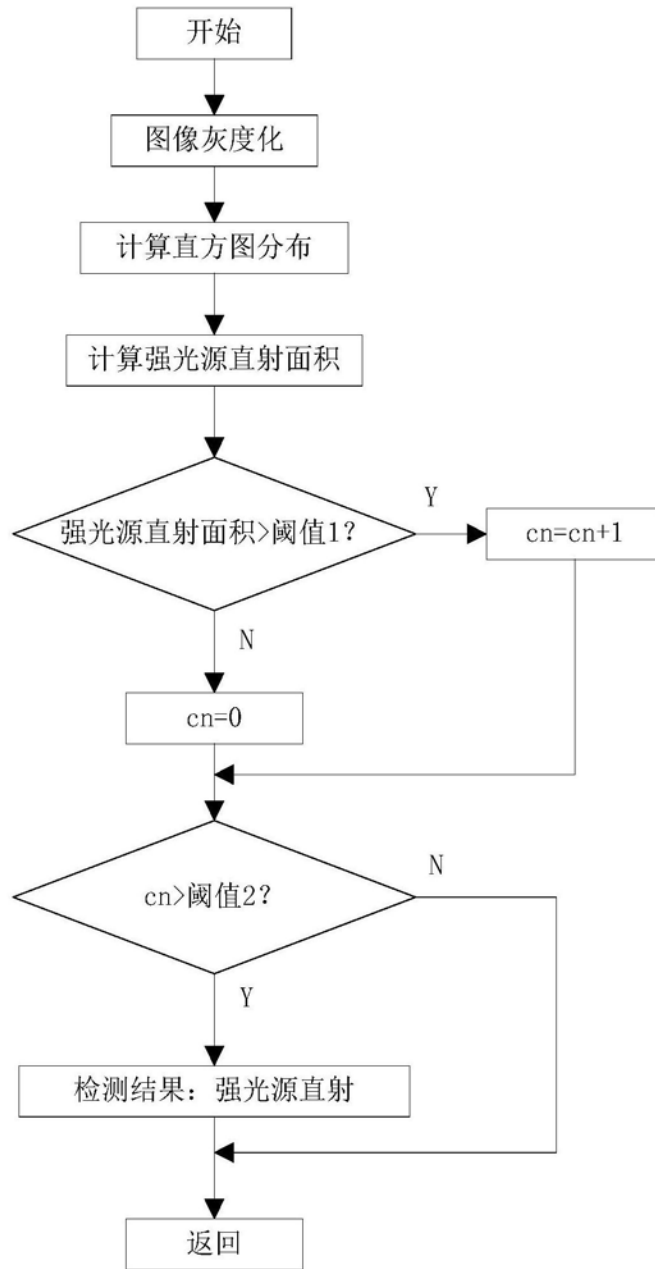 开始
图像灰度化
计算直方图分布
计算强光源直射面积
强光源直射面积>阈值1?
Y
cn=cn+1
N
cn=0
cn>阈值2?
N
Y
检测结果：强光源直射
返回